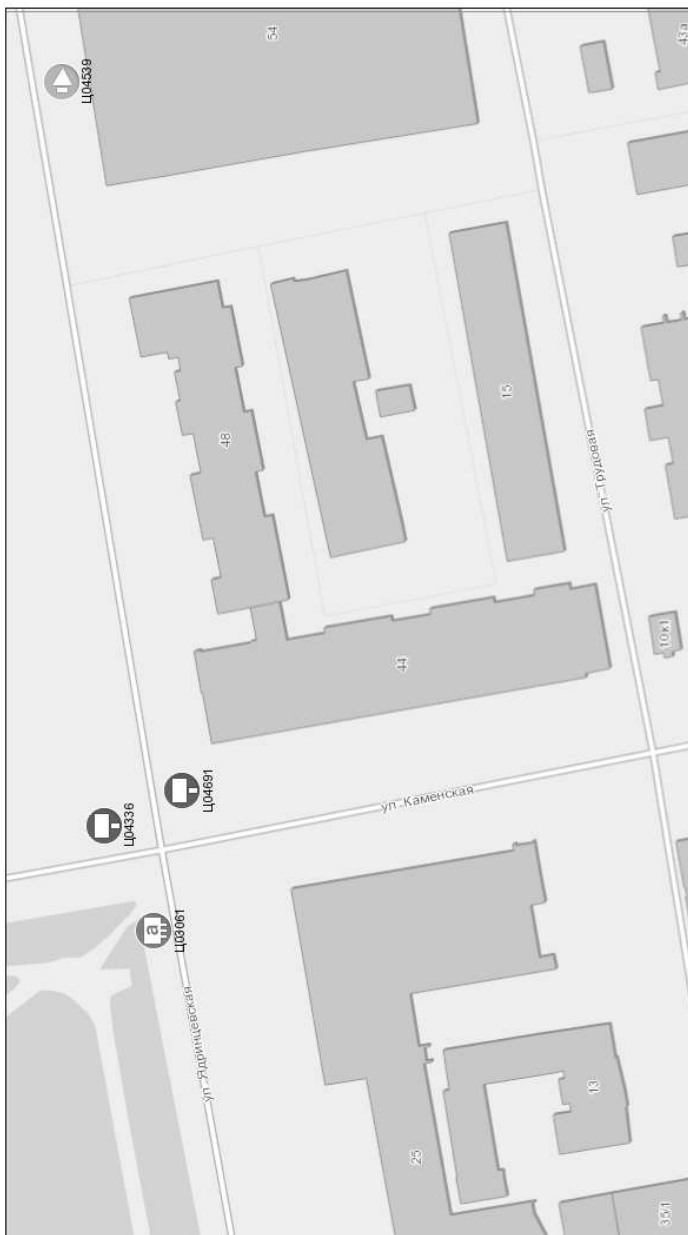 54
43а
Ц04539
48
15
ул. Трудовая
44
10к1
Ц04691
Ц04336
ул. Каменская
а
Ц03061
ул. Ядринцевская
13
25
35/1